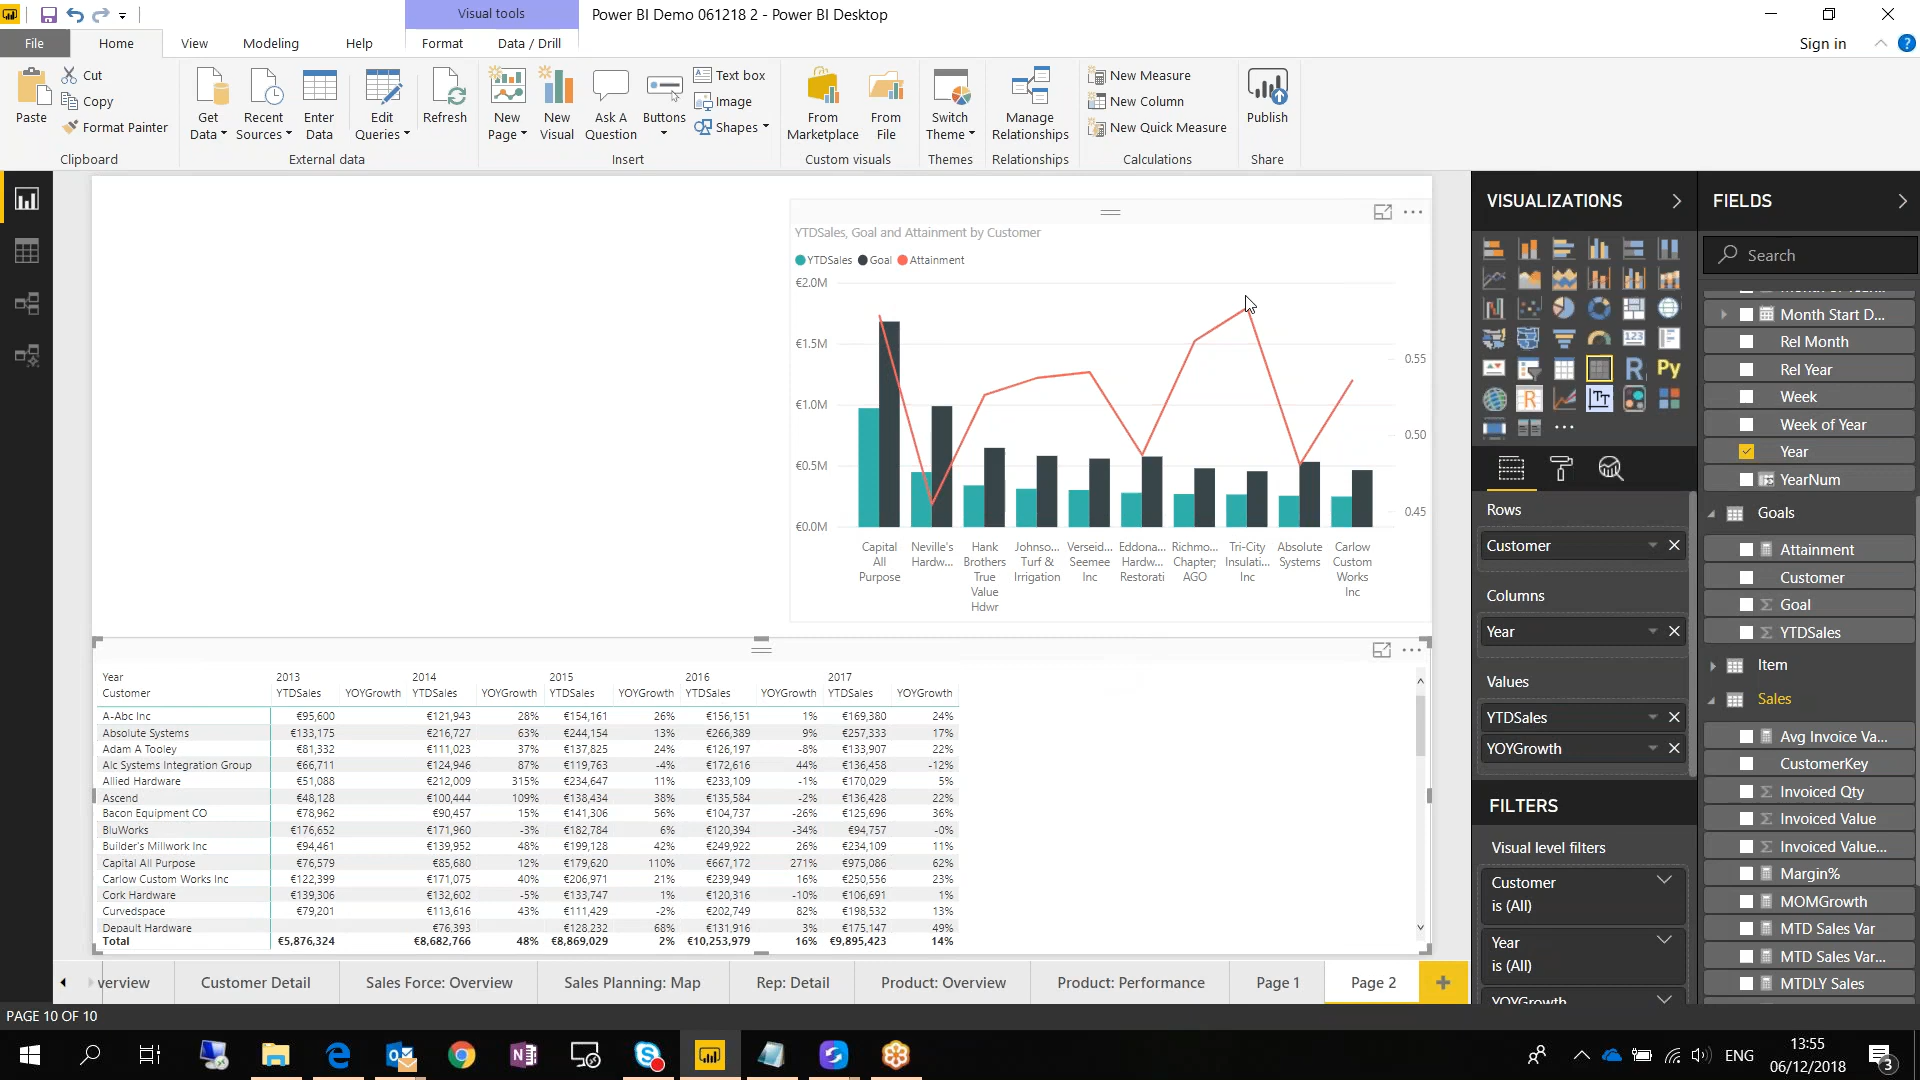 Visual tools
Power BI Demo 061218 2 - Power BI Desktop
File
Home
View
Modeling
Help
Format
Data / Drill
Sign in
Paste
Cut
Copy
Format Painter
Clipboard
Get Data
Recent Sources
Enter Data
Edit Queries
Refresh
External data
New Page
New Visual
Ask A Question
Buttons
Text box
Image
Shapes
Insert
From Marketplace
From File
Custom visuals
Switch Theme
Themes
Manage Relationships
Relationships
New Measure
New Column
New Quick Measure
Calculations
Publish
Share
YTDSales, Goal and Attainment by Customer
YTDSales Goal Attainment
€2.0M
€1.5M
€1.0M
€0.5M
€0.0M
0.55
0.50
0.45
Capital All Purpose
Neville's Hardw...
Hank Brothers True Value Hdwr
Johnso... Turf & Irrigation
Verseid... Seemee Inc
Eddona... Hardw... Restorati
Richmo... Chapter; AGO
Tri-City Insulati... Inc
Absolute Systems
Carlow Custom Works Inc
Year 2013 2014 2015 2016 2017
Customer YTDSales YOYGrowth YTDSales YOYGrowth YTDSales YOYGrowth YTDSales YOYGrowth YTDSales YOYGrowth
A-Abc Inc €95,600 €121,943 28% €154,161 26% €156,151 1% €169,380 24%
Absolute Systems €133,175 €216,727 63% €244,154 13% €266,389 9% €257,333 17%
Adam A Tooley €81,332 €111,023 37% €137,825 24% €126,197 -8% €133,907 22%
Alc Systems Integration Group €66,711 €124,946 87% €119,763 -4% €172,616 44% €136,458 -12%
Allied Hardware €51,088 €212,009 315% €234,647 11% €233,109 -1% €170,029 5%
Ascend €48,128 €100,444 109% €138,434 38% €135,584 -2% €136,428 22%
Bacon Equipment CO €78,962 €90,457 15% €141,306 56% €104,737 -26% €125,696 36%
BluWorks €176,652 €171,960 -3% €182,784 6% €120,394 -34% €94,757 -0%
Builder's Millwork Inc €94,461 €139,952 48% €199,128 42% €249,922 26% €234,109 11%
Capital All Purpose €76,579 €85,680 12% €179,620 110% €667,172 271% €975,086 62%
Carlow Custom Works Inc €122,399 €171,075 40% €206,971 21% €239,949 16% €250,556 23%
Cork Hardware €139,306 €132,602 -5% €133,747 1% €120,316 -10% €106,691 1%
Curvedspace €79,201 €113,616 43% €111,429 -2% €202,749 82% €198,532 13%
Depault Hardware €76,393 €128,232 68% €131,916 3% €175,147 49%
Total €5,876,324 €8,682,766 48% €8,869,029 2% €10,253,979 16% €9,895,423 14%
VISUALIZATIONS
Rows
Customer
Columns
Year
Values
YTDSales
YOYGrowth
FILTERS
Visual level filters
Customer
is (All)
Year
is (All)
YOYGrowth
FIELDS
Search
Month Start D...
Rel Month
Rel Year
Week
Week of Year
Year
YearNum
Goals
Attainment
Customer
Goal
YTDSales
Item
Sales
Avg Invoice Va...
CustomerKey
Invoiced Qty
Invoiced Value
Invoiced Value...
Margin%
MOMGrowth
MTD Sales Var
MTD Sales Var...
MTDLY Sales
verview
Customer Detail
Sales Force: Overview
Sales Planning: Map
Rep: Detail
Product: Overview
Product: Performance
Page 1
Page 2
PAGE 10 OF 10
ENG
13:55
06/12/2018
3